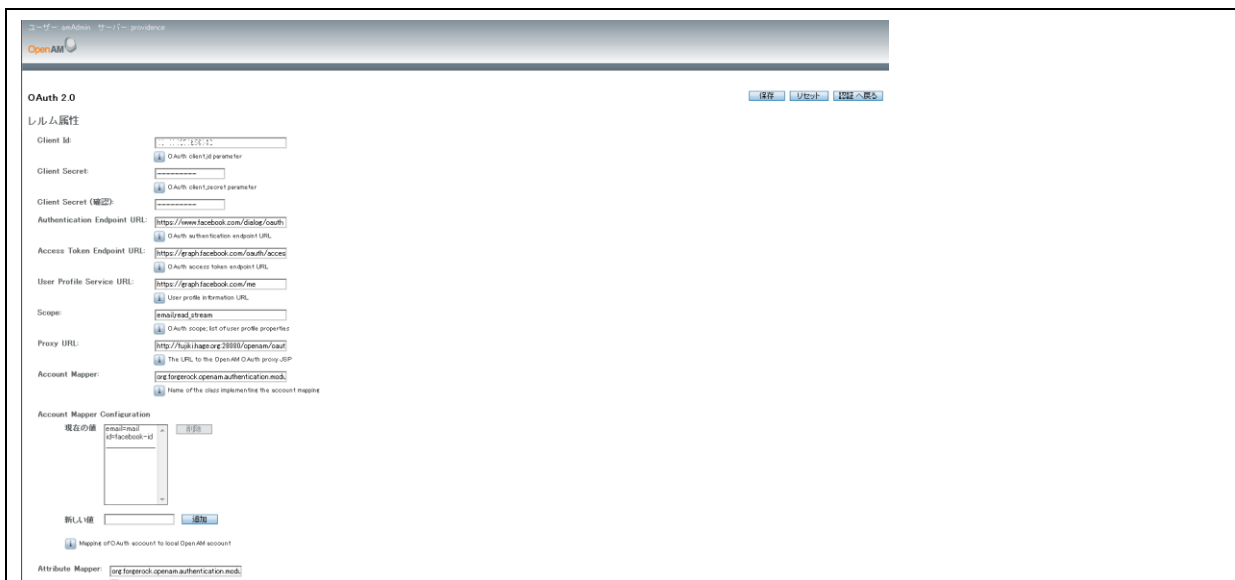 ユーザー amAdmin サーバー providence
OpenAM
OAuth 2.0
保存 リセット 認証 へ戻る
レルム属性
Client Id:
OAuth client_id parameter
Client Secret:
OAuth client_secret parameter
Client Secret (確認):
Authentication Endpoint URL: https://www.facebook.com/dialog/oauth
OAuth authentication endpoint URL
Access Token Endpoint URL: https://graph.facebook.com/oauth/acces
OAuth access token endpoint URL
User Profile Service URL: https://graph.facebook.com/me
User profile information URL
Scope: email,read_stream
OAuth scope; list of user profile properties
Proxy URL: http://fujiki.hage.org:28080/openam/oaut
The URL to the OpenAM OAuth proxy JSP
Account Mapper: org.forgerock.openam.authentication.modu
Name of the class implementing the account mapping
Account Mapper Configuration
現在の値 email=mail 削除
id=facebook-id
新しい値 追加
Mapping of OAuth account to local OpenAM account
Attribute Mapper: org.forgerock.openam.authentication.modu